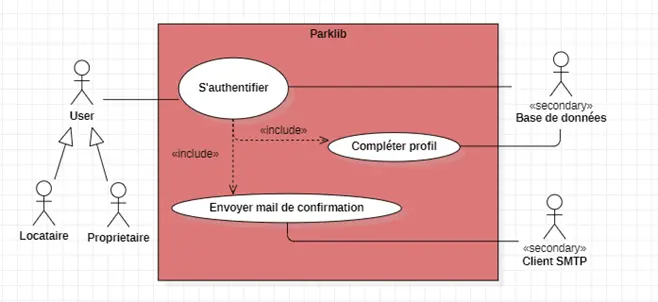 Parklib
S'authentifier
User
«secondary»
Base de données
«include»
«include»
Compléter profil
Envoyer mail de confirmation
Locataire
Proprietaire
«secondary»
Client SMTP